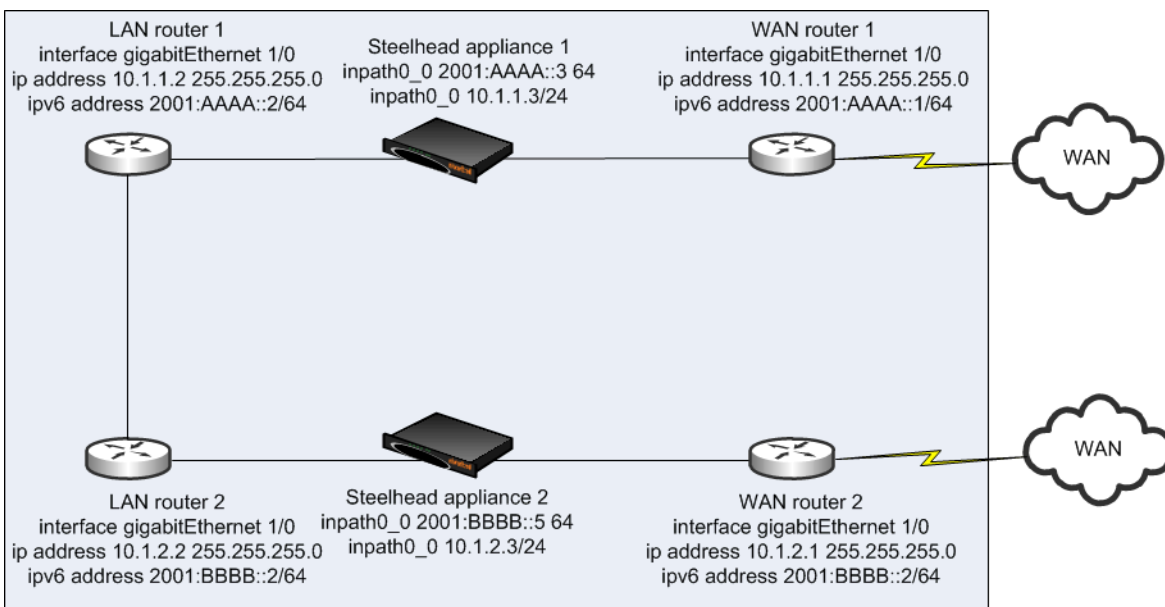 LAN router 1
interface gigabitEthernet 1/0
ip address 10.1.1.2 255.255.255.0
ipv6 address 2001:AAAA::2/64
Steelhead appliance 1
inpath0_0 2001:AAAA::3 64
inpath0_0 10.1.1.3/24
WAN router 1
interface gigabitEthernet 1/0
ip address 10.1.1.1 255.255.255.0
ipv6 address 2001:AAAA::1/64
WAN
LAN router 2
interface gigabitEthernet 1/0
ip address 10.1.2.2 255.255.255.0
ipv6 address 2001:BBBB::2/64
Steelhead appliance 2
inpath0_0 2001:BBBB::5 64
inpath0_0 10.1.2.3/24
WAN router 2
interface gigabitEthernet 1/0
ip address 10.1.2.1 255.255.255.0
ipv6 address 2001:BBBB::2/64
WAN